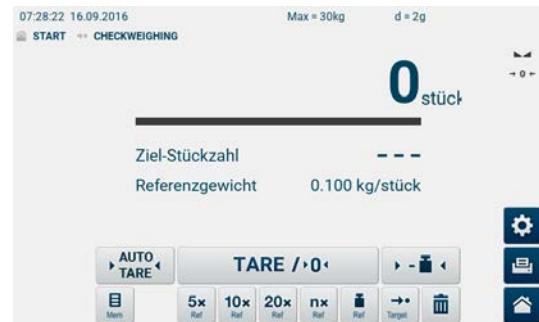 07:28:22 16.09.2016 Max = 30kg d = 2g
START CHECKWEIGHING
→ 0 ←
0 stück
Ziel-Stückzahl - - -
Referenzgewicht 0.100 kg/stück
AUTO TARE
TARE / 0
-
Mem
5x Ref
10x Ref
20x Ref
nx Ref
Ref
Target